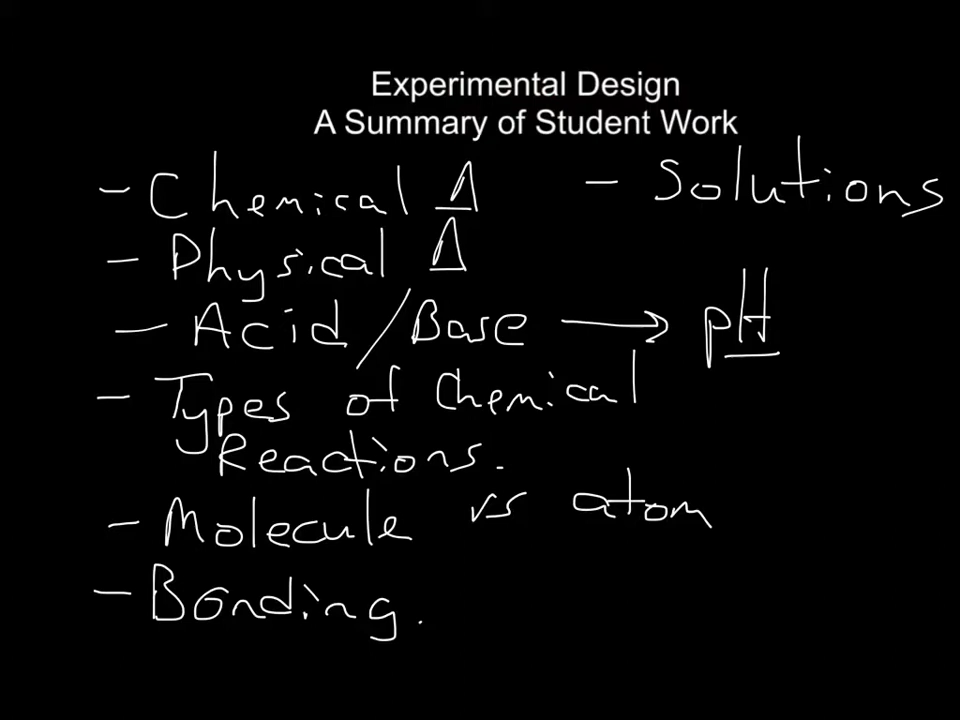 Experimental Design
A Summary of Student Work
- Chemical Δ
- Physical Δ
- Acid/Base → pH
- Types of Chemical
Reactions.
- Molecule vs atom
- Bonding.
- Solutions